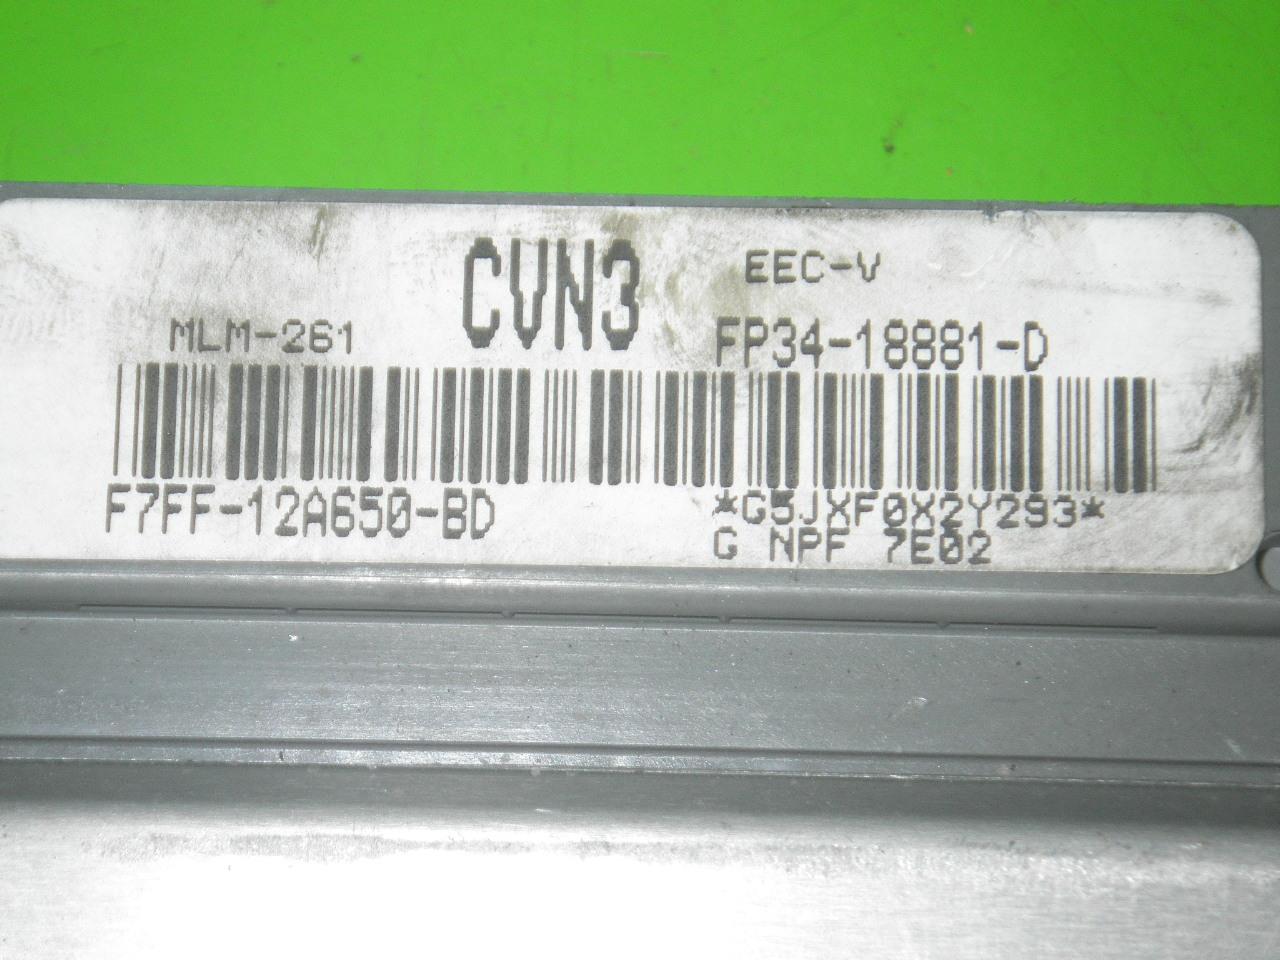 CVN3
EEC-V
MLM-261
FP34-18881-D
F7FF-12A650-BD
*G5JXF0X2Y293*
G NPF 7E02